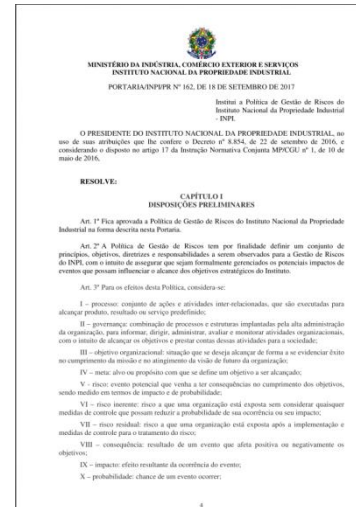 MINISTÉRIO DA INDÚSTRIA, COMÉRCIO EXTERIOR E SERVIÇOS
INSTITUTO NACIONAL DA PROPRIEDADE INDUSTRIAL
PORTARIA/INPI/PR Nº 162, DE 18 DE SETEMBRO DE 2017
Institui a Política de Gestão de Riscos do
Instituto Nacional da Propriedade Industrial
- INPI.
O PRESIDENTE DO INSTITUTO NACIONAL DA PROPRIEDADE INDUSTRIAL, no
uso de suas atribuições que lhe confere o Decreto nº 8.854, de 22 de setembro de 2016, e
considerando o disposto no artigo 17 da Instrução Normativa Conjunta MP/CGU nº 1, de 10 de
maio de 2016,
RESOLVE:
CAPÍTULO I
DISPOSIÇÕES PRELIMINARES
Art. 1º Fica aprovada a Política de Gestão de Riscos do Instituto Nacional da Propriedade
Industrial na forma descrita nesta Portaria.
Art. 2º A Política de Gestão de Riscos tem por finalidade definir um conjunto de
princípios, objetivos, diretrizes e responsabilidades a serem observados para a Gestão de Riscos
do INPI, com o intuito de assegurar que sejam formalmente gerenciados os potenciais impactos de
eventos que possam influenciar o alcance dos objetivos estratégicos do Instituto.
Art. 3º Para os efeitos desta Política, considera-se:
I – processo: conjunto de ações e atividades inter-relacionadas, que são executadas para
alcançar produto, resultado ou serviço predefinido;
II – governança: combinação de processos e estruturas implantadas pela alta administração
da organização, para informar, dirigir, administrar, avaliar e monitorar atividades organizacionais,
com o intuito de alcançar os objetivos e prestar contas dessas atividades para a sociedade;
III – objetivo organizacional: situação que se deseja alcançar de forma a se evidenciar êxito
no cumprimento da missão e no atingimento da visão de futuro da organização;
IV – meta: alvo ou propósito com que se define um objetivo a ser alcançado;
V - risco: evento potencial que venha a ter consequências no cumprimento dos objetivos,
sendo medido em termos de impacto e de probabilidade;
VI – risco inerente: risco a que uma organização está exposta sem considerar quaisquer
medidas de controle que possam reduzir a probabilidade de sua ocorrência ou seu impacto;
VII – risco residual: risco a que uma organização está exposta após a implementação e
medidas de controle para o tratamento do risco;
VIII – consequência: resultado de um evento que afeta positiva ou negativamente os
objetivos;
IX – impacto: efeito resultante da ocorrência do evento;
X – probabilidade: chance de um evento ocorrer;
4